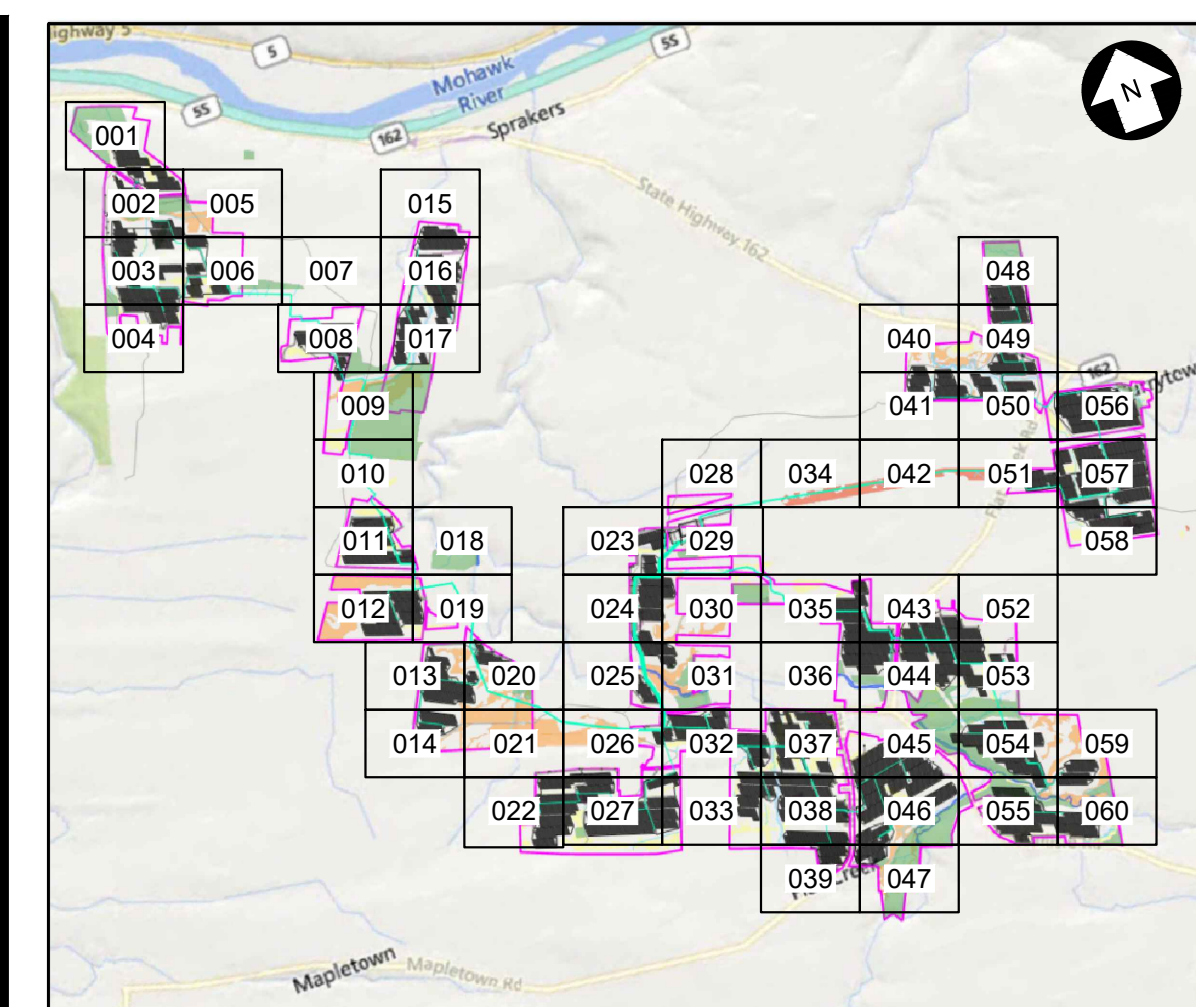 ighway 5
5
5S
Mohawk
River
5S
162
Sprakers
N
001
State Highway 162
002 005 015
003 006 007 016 048
004 008 017 040 049
162
009 041 050 056
010 028 034 042 051 057
011 018 023 029 058
012 019 024 030 035 043 052
013 020 025 031 036 044 053
014 021 026 032 037 045 054 059
022 027 033 038 046 055 060
039 047
Mapletown
Mapletown Rd